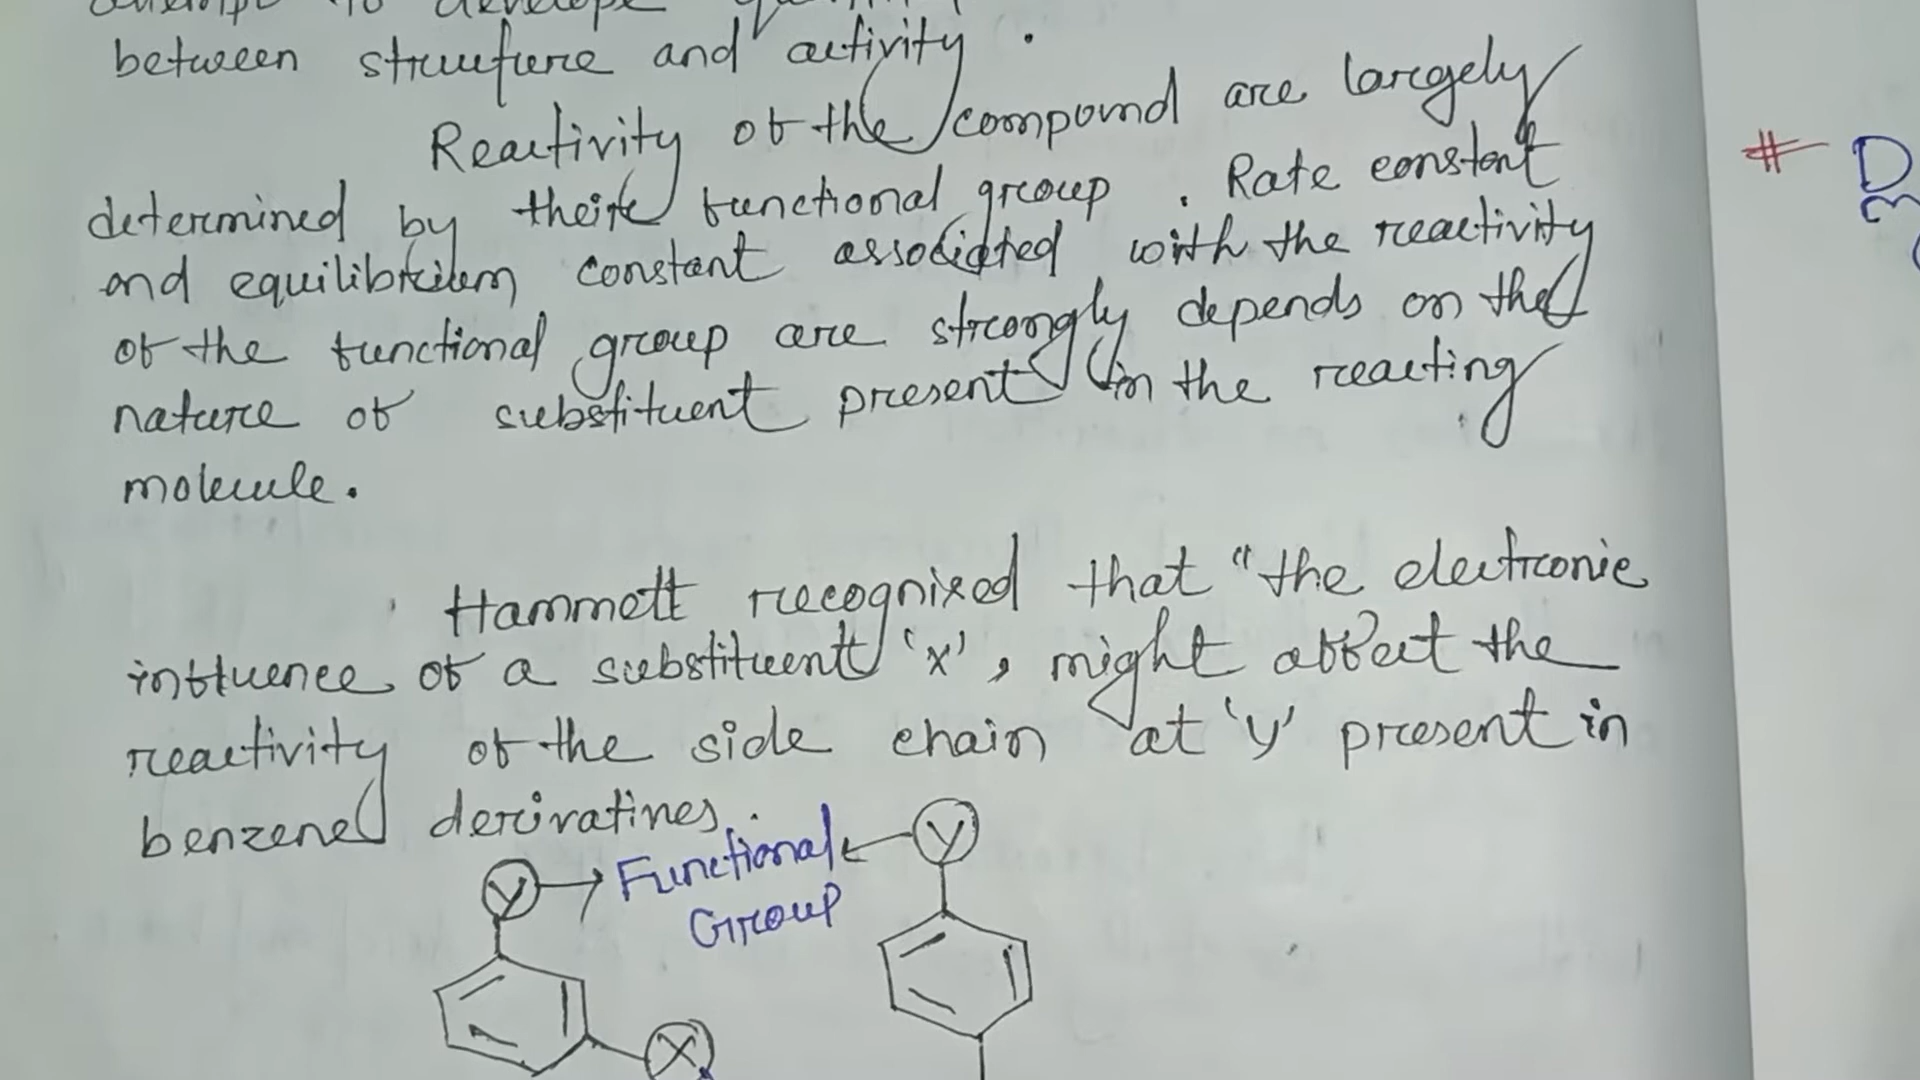 to develope
between structure and activity .
Reactivity of the compound are largely
determined by their functional group . Rate constant
and equilibrium constant associated with the reactivity
of the functional group are strongly depends on the
nature of substituent present in the reacting
molecule.
Hammett recognized that "the electronic
influence of a substituent 'x', might affect the
reactivity of the side chain at 'y' present in
benzene derivatines .
Y → Functional ← Y
Group
X
# D